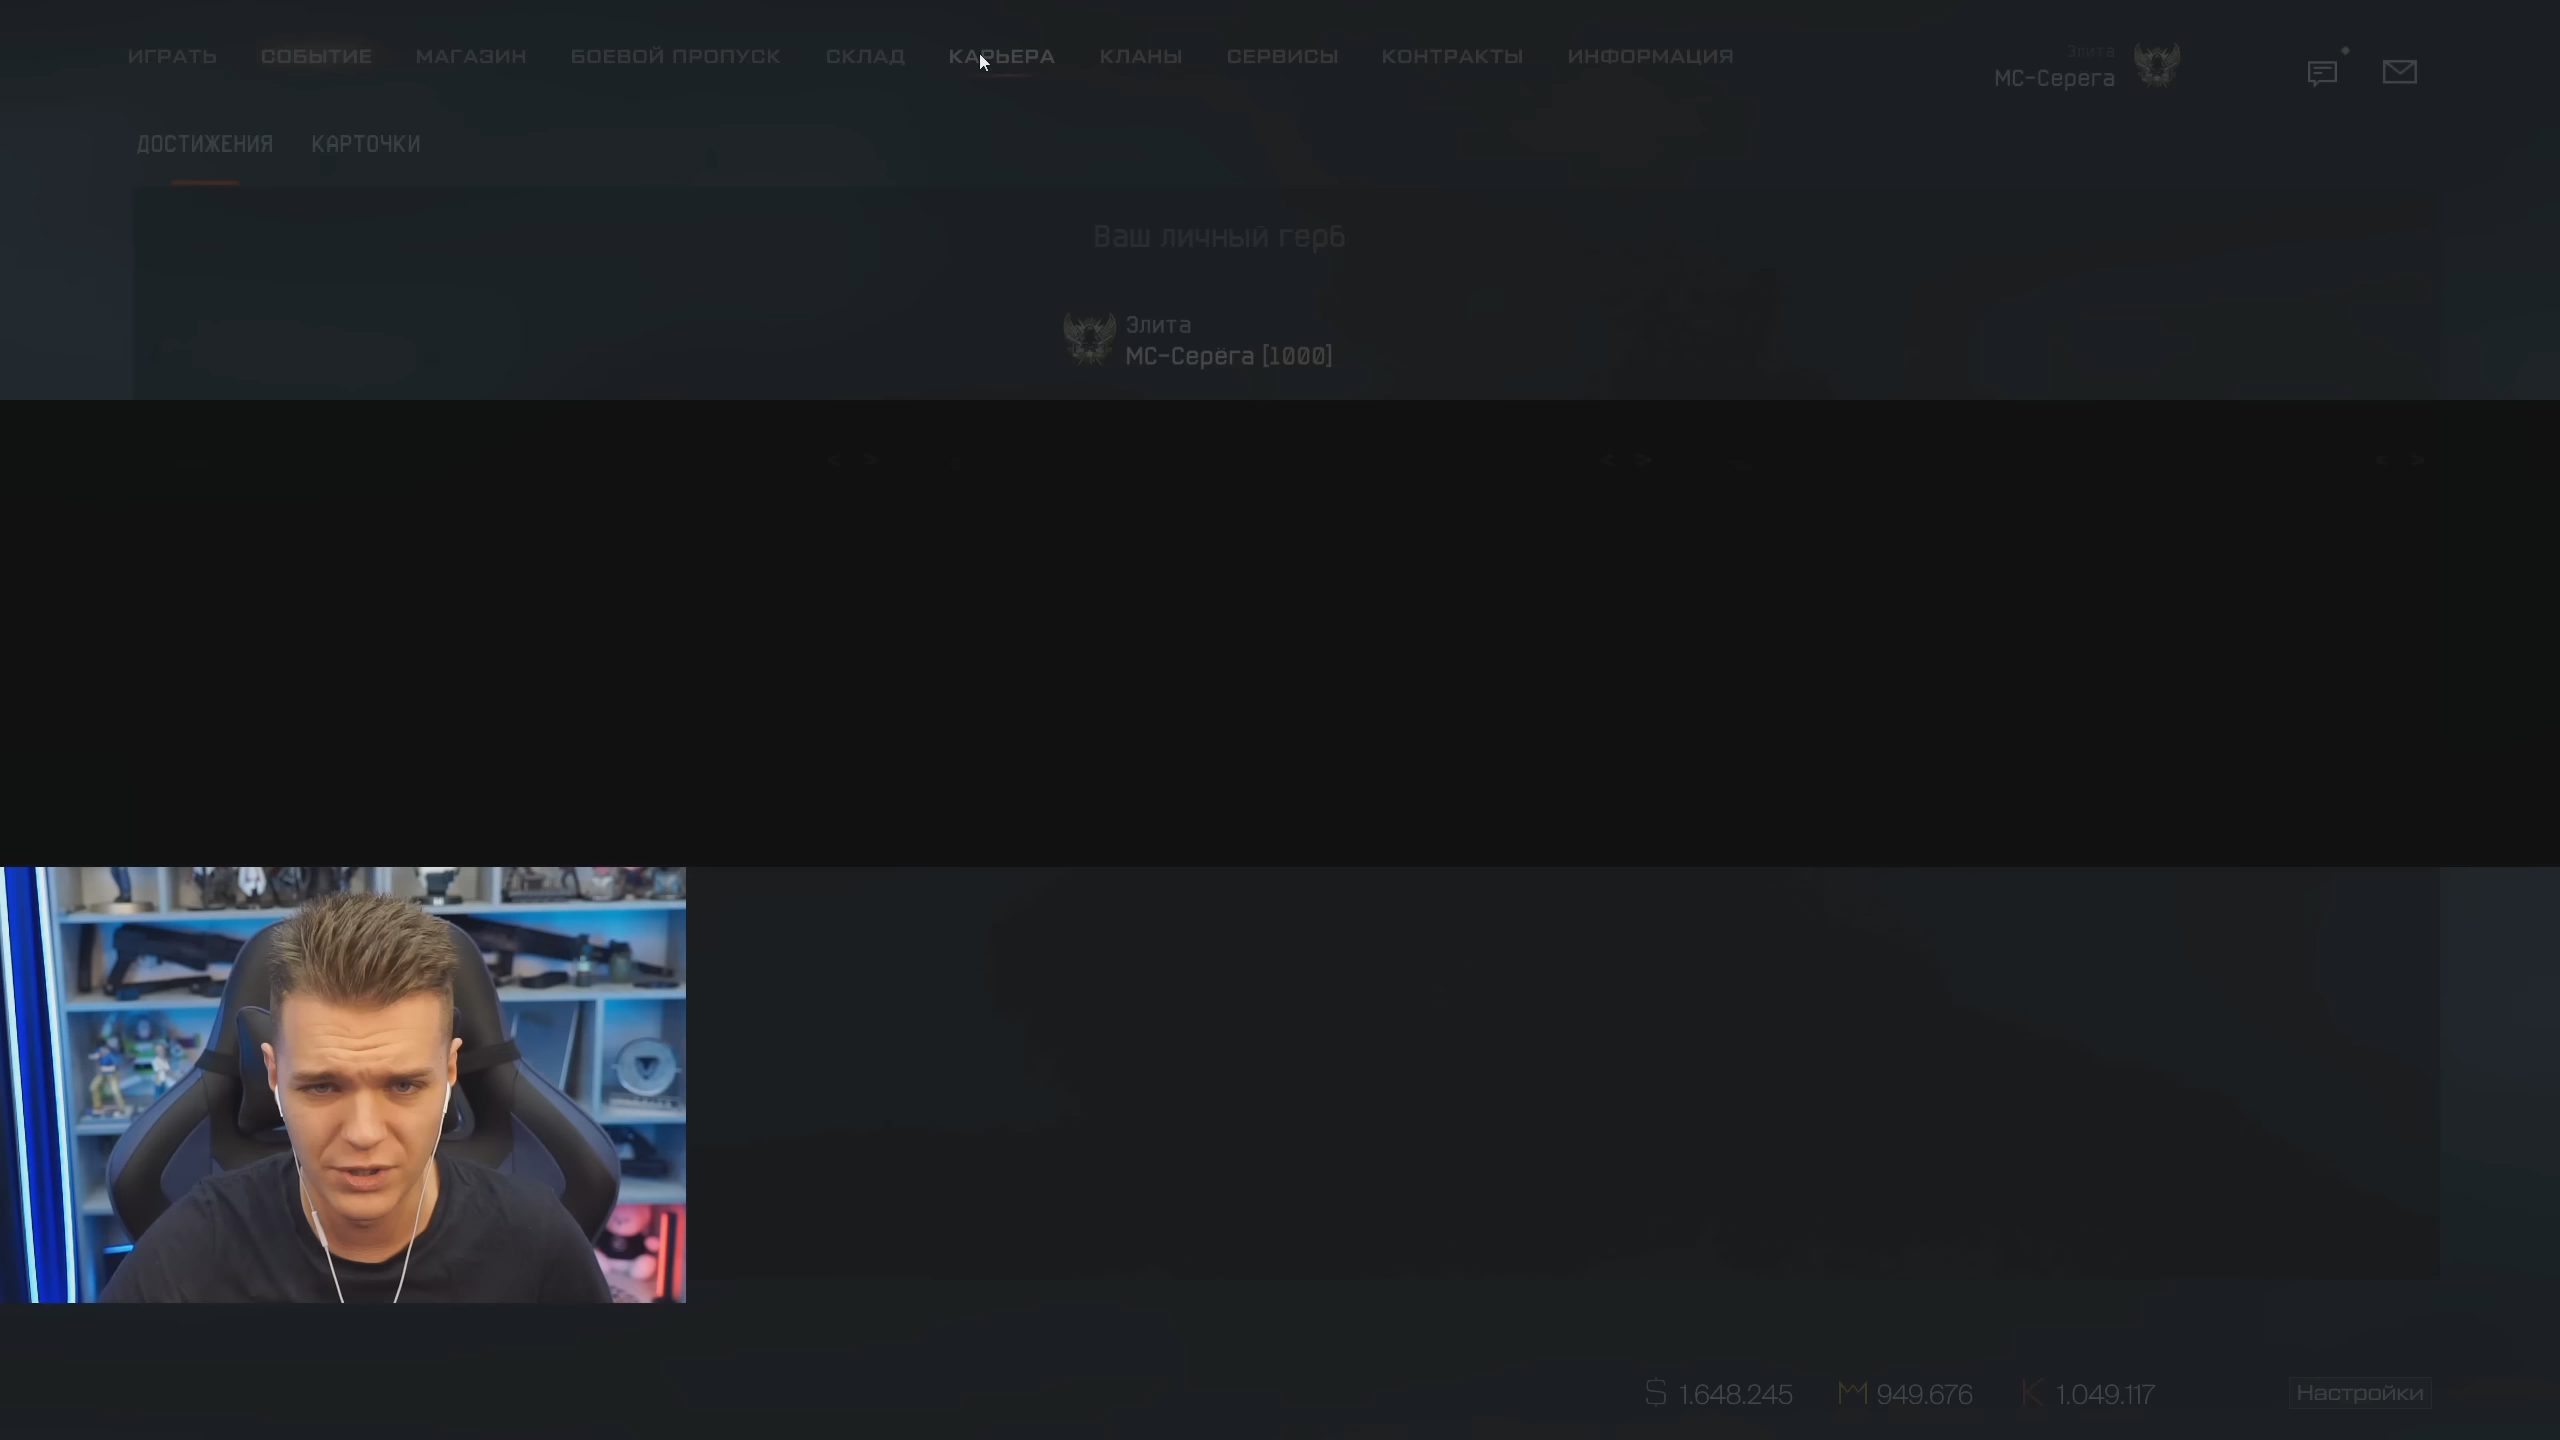 ИГРАТЬ СОБЫТИЕ МАГАЗИН БОЕВОЙ ПРОПУСК СКЛАД КАРЬЕРА КЛАНЫ СЕРВИСЫ КОНТРАКТЫ ИНФОРМАЦИЯ
Элита
МС-Серега
ДОСТИЖЕНИЯ КАРТОЧКИ
Ваш личный герб
Элита
МС-Серёга [1000]
< > < > < >
1.648.245 949.676 1.049.117 Настройки